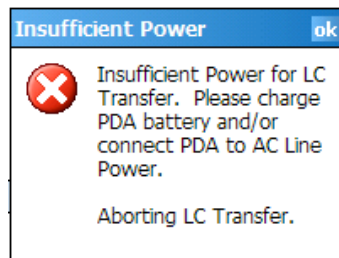 Insufficient Power ok
Insufficient Power for LC
Transfer. Please charge
PDA battery and/or
connect PDA to AC Line
Power.
Aborting LC Transfer.